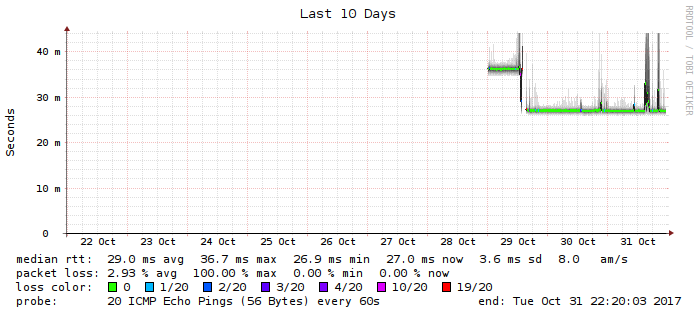 Last 10 Days
RRDTOOL / TOBI OETIKER
Seconds
40 m
30 m
20 m
10 m
0
22 Oct 23 Oct 24 Oct 25 Oct 26 Oct 27 Oct 28 Oct 29 Oct 30 Oct 31 Oct
median rtt: 29.0 ms avg 36.7 ms max 26.9 ms min 27.0 ms now 3.6 ms sd 8.0 am/s
packet loss: 2.93 % avg 100.00 % max 0.00 % min 0.00 % now
loss color: 0 1/20 2/20 3/20 4/20 10/20 19/20
probe: 20 ICMP Echo Pings (56 Bytes) every 60s end: Tue Oct 31 22:20:03 2017